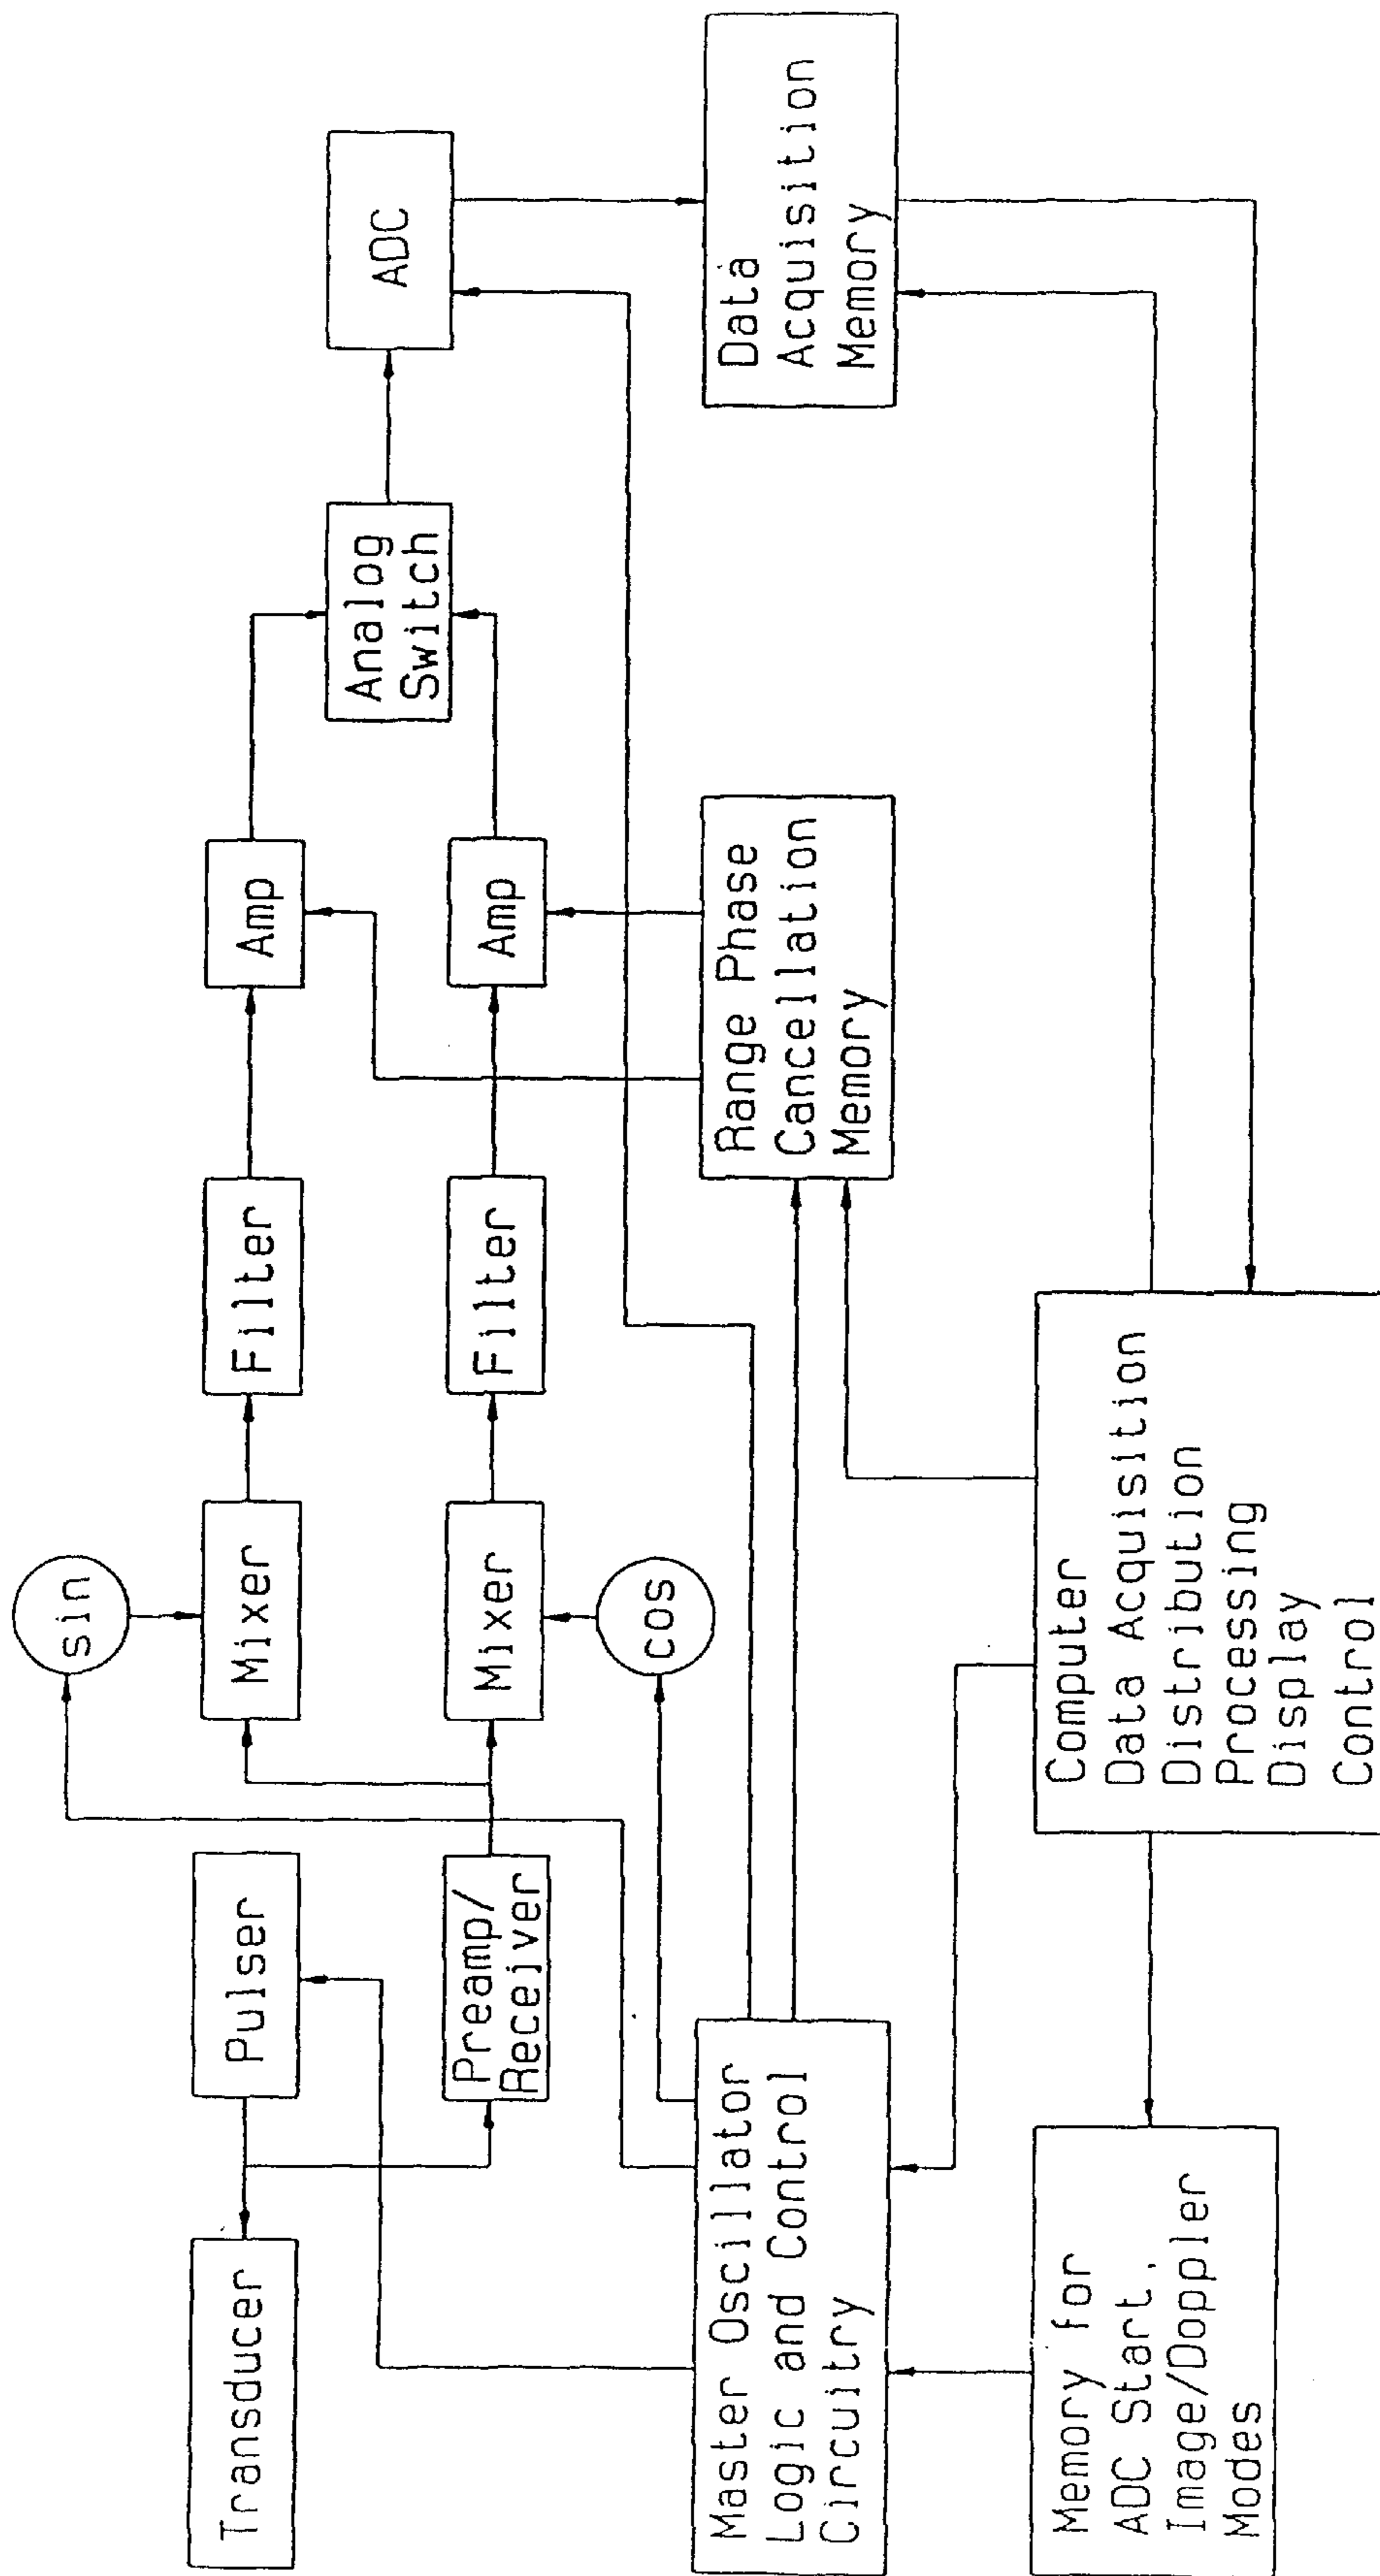 sin
Transducer
Pulser
Mixer
Filter
Amp
Analog
Switch
ADC
Preamp/
Receiver
Mixer
Filter
Amp
cos
Master Oscillator
Logic and Control
Circuitry
Range Phase
Cancellation
Memory
Data
Acquisition
Memory
Memory for
ADC Start,
Image/Doppler
Modes
Computer
Data Acquisition
Distribution
Processing
Display
Control